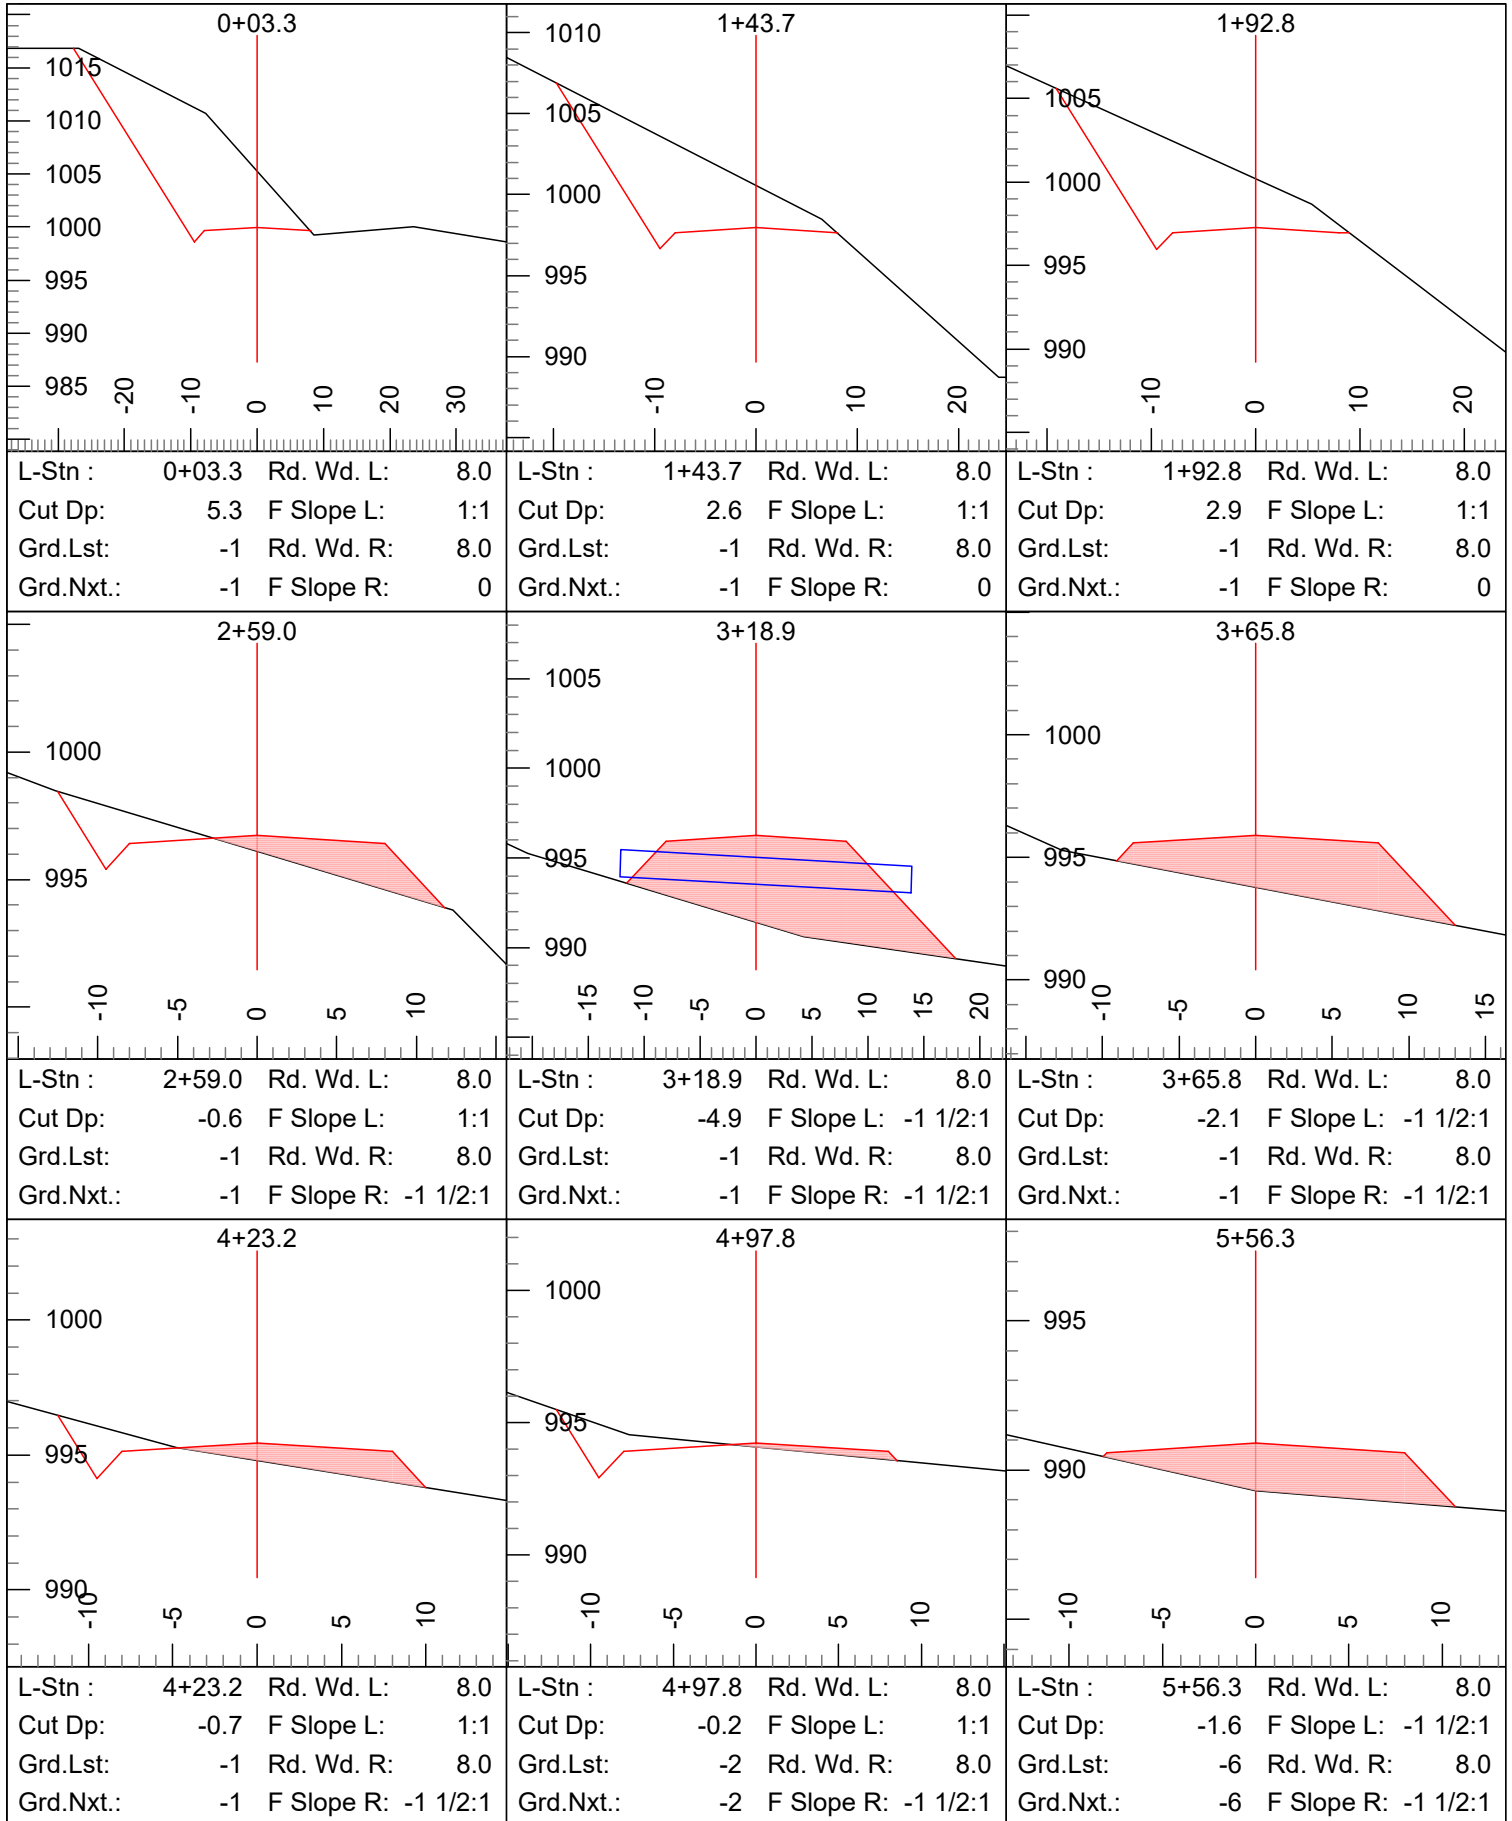 0+03.3
1015
1010
1005
1000
995
990
985
-20 -10 0 10 20 30
L-Stn : 0+03.3 Rd. Wd. L: 8.0
Cut Dp: 5.3 F Slope L: 1:1
Grd.Lst: -1 Rd. Wd. R: 8.0
Grd.Nxt.: -1 F Slope R: 0
1+43.7
1010
1005
1000
995
990
-10 0 10 20
L-Stn : 1+43.7 Rd. Wd. L: 8.0
Cut Dp: 2.6 F Slope L: 1:1
Grd.Lst: -1 Rd. Wd. R: 8.0
Grd.Nxt.: -1 F Slope R: 0
1+92.8
1005
1000
995
990
-10 0 10 20
L-Stn : 1+92.8 Rd. Wd. L: 8.0
Cut Dp: 2.9 F Slope L: 1:1
Grd.Lst: -1 Rd. Wd. R: 8.0
Grd.Nxt.: -1 F Slope R: 0
2+59.0
1000
995
-10 -5 0 5 10
L-Stn : 2+59.0 Rd. Wd. L: 8.0
Cut Dp: -0.6 F Slope L: 1:1
Grd.Lst: -1 Rd. Wd. R: 8.0
Grd.Nxt.: -1 F Slope R: -1 1/2:1
3+18.9
1005
1000
995
990
-15 -10 -5 0 5 10 15 20
L-Stn : 3+18.9 Rd. Wd. L: 8.0
Cut Dp: -4.9 F Slope L: -1 1/2:1
Grd.Lst: -1 Rd. Wd. R: 8.0
Grd.Nxt.: -1 F Slope R: -1 1/2:1
3+65.8
1000
995
990
-10 -5 0 5 10 15
L-Stn : 3+65.8 Rd. Wd. L: 8.0
Cut Dp: -2.1 F Slope L: -1 1/2:1
Grd.Lst: -1 Rd. Wd. R: 8.0
Grd.Nxt.: -1 F Slope R: -1 1/2:1
4+23.2
1000
995
990
-10 -5 0 5 10
L-Stn : 4+23.2 Rd. Wd. L: 8.0
Cut Dp: -0.7 F Slope L: 1:1
Grd.Lst: -1 Rd. Wd. R: 8.0
Grd.Nxt.: -1 F Slope R: -1 1/2:1
4+97.8
1000
995
990
-10 -5 0 5 10
L-Stn : 4+97.8 Rd. Wd. L: 8.0
Cut Dp: -0.2 F Slope L: 1:1
Grd.Lst: -2 Rd. Wd. R: 8.0
Grd.Nxt.: -2 F Slope R: -1 1/2:1
5+56.3
995
990
-10 -5 0 5 10
L-Stn : 5+56.3 Rd. Wd. L: 8.0
Cut Dp: -1.6 F Slope L: -1 1/2:1
Grd.Lst: -6 Rd. Wd. R: 8.0
Grd.Nxt.: -6 F Slope R: -1 1/2:1